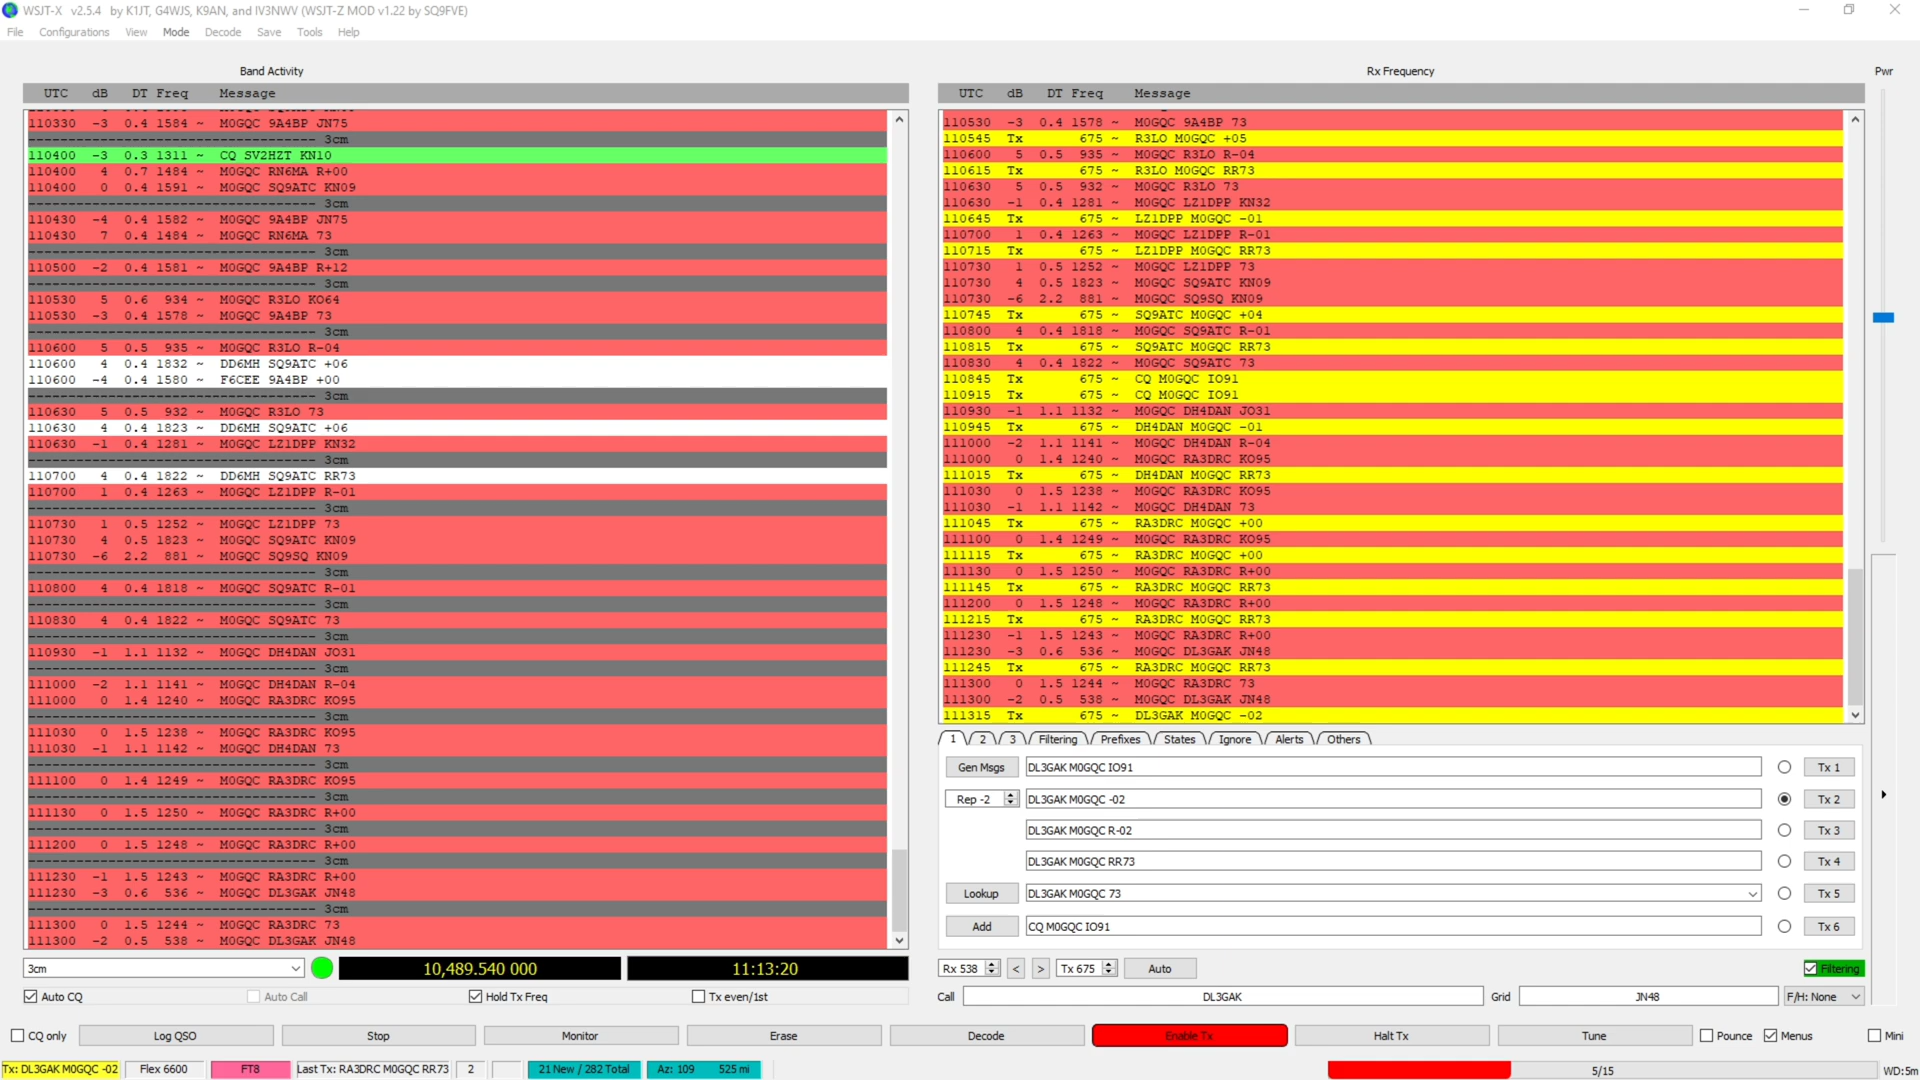 WSJT-X v2.5.4 by K1JT, G4WJS, K9AN, and IV3NWV (WSJT-Z MOD v1.22 by SQ9FVE)
File Configurations View Mode Decode Save Tools Help
Band Activity
UTC dB DT Freq Message
110330 -3 0.4 1584 ~ M0GQC 9A4BP JN75
------------------------------------ 3cm
110400 -3 0.3 1311 ~ CQ SV2HZT KN10
110400 4 0.7 1484 ~ M0GQC RN6MA R+00
110400 0 0.4 1591 ~ M0GQC SQ9ATC KN09
------------------------------------ 3cm
110430 -4 0.4 1582 ~ M0GQC 9A4BP JN75
110430 7 0.4 1484 ~ M0GQC RN6MA 73
------------------------------------ 3cm
110500 -2 0.4 1581 ~ M0GQC 9A4BP R+12
------------------------------------ 3cm
110530 5 0.6 934 ~ M0GQC R3LO KO64
110530 -3 0.4 1578 ~ M0GQC 9A4BP 73
------------------------------------ 3cm
110600 5 0.5 935 ~ M0GQC R3LO R-04
110600 4 0.4 1832 ~ DD6MH SQ9ATC +06
110600 -4 0.4 1580 ~ F6CEE 9A4BP +00
------------------------------------ 3cm
110630 5 0.5 932 ~ M0GQC R3LO 73
110630 4 0.4 1823 ~ DD6MH SQ9ATC +06
110630 -1 0.4 1281 ~ M0GQC LZ1DPP KN32
------------------------------------ 3cm
110700 4 0.4 1822 ~ DD6MH SQ9ATC RR73
110700 1 0.4 1263 ~ M0GQC LZ1DPP R-01
------------------------------------ 3cm
110730 1 0.5 1252 ~ M0GQC LZ1DPP 73
110730 4 0.5 1823 ~ M0GQC SQ9ATC KN09
110730 -6 2.2 881 ~ M0GQC SQ9SQ KN09
------------------------------------ 3cm
110800 4 0.4 1818 ~ M0GQC SQ9ATC R-01
------------------------------------ 3cm
110830 4 0.4 1822 ~ M0GQC SQ9ATC 73
------------------------------------ 3cm
110930 -1 1.1 1132 ~ M0GQC DH4DAN JO31
------------------------------------ 3cm
111000 -2 1.1 1141 ~ M0GQC DH4DAN R-04
111000 0 1.4 1240 ~ M0GQC RA3DRC KO95
------------------------------------ 3cm
111030 0 1.5 1238 ~ M0GQC RA3DRC KO95
111030 -1 1.1 1142 ~ M0GQC DH4DAN 73
------------------------------------ 3cm
111100 0 1.4 1249 ~ M0GQC RA3DRC KO95
------------------------------------ 3cm
111130 0 1.5 1250 ~ M0GQC RA3DRC R+00
------------------------------------ 3cm
111200 0 1.5 1248 ~ M0GQC RA3DRC R+00
------------------------------------ 3cm
111230 -1 1.5 1243 ~ M0GQC RA3DRC R+00
111230 -3 0.6 536 ~ M0GQC DL3GAK JN48
------------------------------------ 3cm
111300 0 1.5 1244 ~ M0GQC RA3DRC 73
111300 -2 0.5 538 ~ M0GQC DL3GAK JN48
Rx Frequency
UTC dB DT Freq Message
110530 -3 0.4 1578 ~ M0GQC 9A4BP 73
110545 Tx 675 ~ R3LO M0GQC +05
110600 5 0.5 935 ~ M0GQC R3LO R-04
110615 Tx 675 ~ R3LO M0GQC RR73
110630 5 0.5 932 ~ M0GQC R3LO 73
110630 -1 0.4 1281 ~ M0GQC LZ1DPP KN32
110645 Tx 675 ~ LZ1DPP M0GQC -01
110700 1 0.4 1263 ~ M0GQC LZ1DPP R-01
110715 Tx 675 ~ LZ1DPP M0GQC RR73
110730 1 0.5 1252 ~ M0GQC LZ1DPP 73
110730 4 0.5 1823 ~ M0GQC SQ9ATC KN09
110730 -6 2.2 881 ~ M0GQC SQ9SQ KN09
110745 Tx 675 ~ SQ9ATC M0GQC +04
110800 4 0.4 1818 ~ M0GQC SQ9ATC R-01
110815 Tx 675 ~ SQ9ATC M0GQC RR73
110830 4 0.4 1822 ~ M0GQC SQ9ATC 73
110845 Tx 675 ~ CQ M0GQC IO91
110915 Tx 675 ~ CQ M0GQC IO91
110930 -1 1.1 1132 ~ M0GQC DH4DAN JO31
110945 Tx 675 ~ DH4DAN M0GQC -01
111000 -2 1.1 1141 ~ M0GQC DH4DAN R-04
111000 0 1.4 1240 ~ M0GQC RA3DRC KO95
111015 Tx 675 ~ DH4DAN M0GQC RR73
111030 0 1.5 1238 ~ M0GQC RA3DRC KO95
111030 -1 1.1 1142 ~ M0GQC DH4DAN 73
111045 Tx 675 ~ RA3DRC M0GQC +00
111100 0 1.4 1249 ~ M0GQC RA3DRC KO95
111115 Tx 675 ~ RA3DRC M0GQC +00
111130 0 1.5 1250 ~ M0GQC RA3DRC R+00
111145 Tx 675 ~ RA3DRC M0GQC RR73
111200 0 1.5 1248 ~ M0GQC RA3DRC R+00
111215 Tx 675 ~ RA3DRC M0GQC RR73
111230 -1 1.5 1243 ~ M0GQC RA3DRC R+00
111230 -3 0.6 536 ~ M0GQC DL3GAK JN48
111245 Tx 675 ~ RA3DRC M0GQC RR73
111300 0 1.5 1244 ~ M0GQC RA3DRC 73
111300 -2 0.5 538 ~ M0GQC DL3GAK JN48
111315 Tx 675 ~ DL3GAK M0GQC -02
Pwr
1 2 3 Filtering Prefixes States Ignore Alerts Others
Gen Msgs DL3GAK M0GQC IO91 Tx 1
Rep -2 DL3GAK M0GQC -02 Tx 2
DL3GAK M0GQC R-02 Tx 3
DL3GAK M0GQC RR73 Tx 4
Lookup DL3GAK M0GQC 73 Tx 5
Add CQ M0GQC IO91 Tx 6
3cm 10,489.540 000 11:13:20
Rx 538 < > Tx 675 Auto Filtering
Auto CQ Auto Call Hold Tx Freq Tx even/1st
Call DL3GAK Grid JN48 F/H: None
CQ only Log QSO Stop Monitor Erase Decode Enable Tx Halt Tx Tune Pounce Menus Mini
Tx: DL3GAK M0GQC -02 Flex 6600 FT8 Last Tx: RA3DRC M0GQC RR73 2 21 New / 282 Total Az: 109 525 mi 5/15 WD:5m